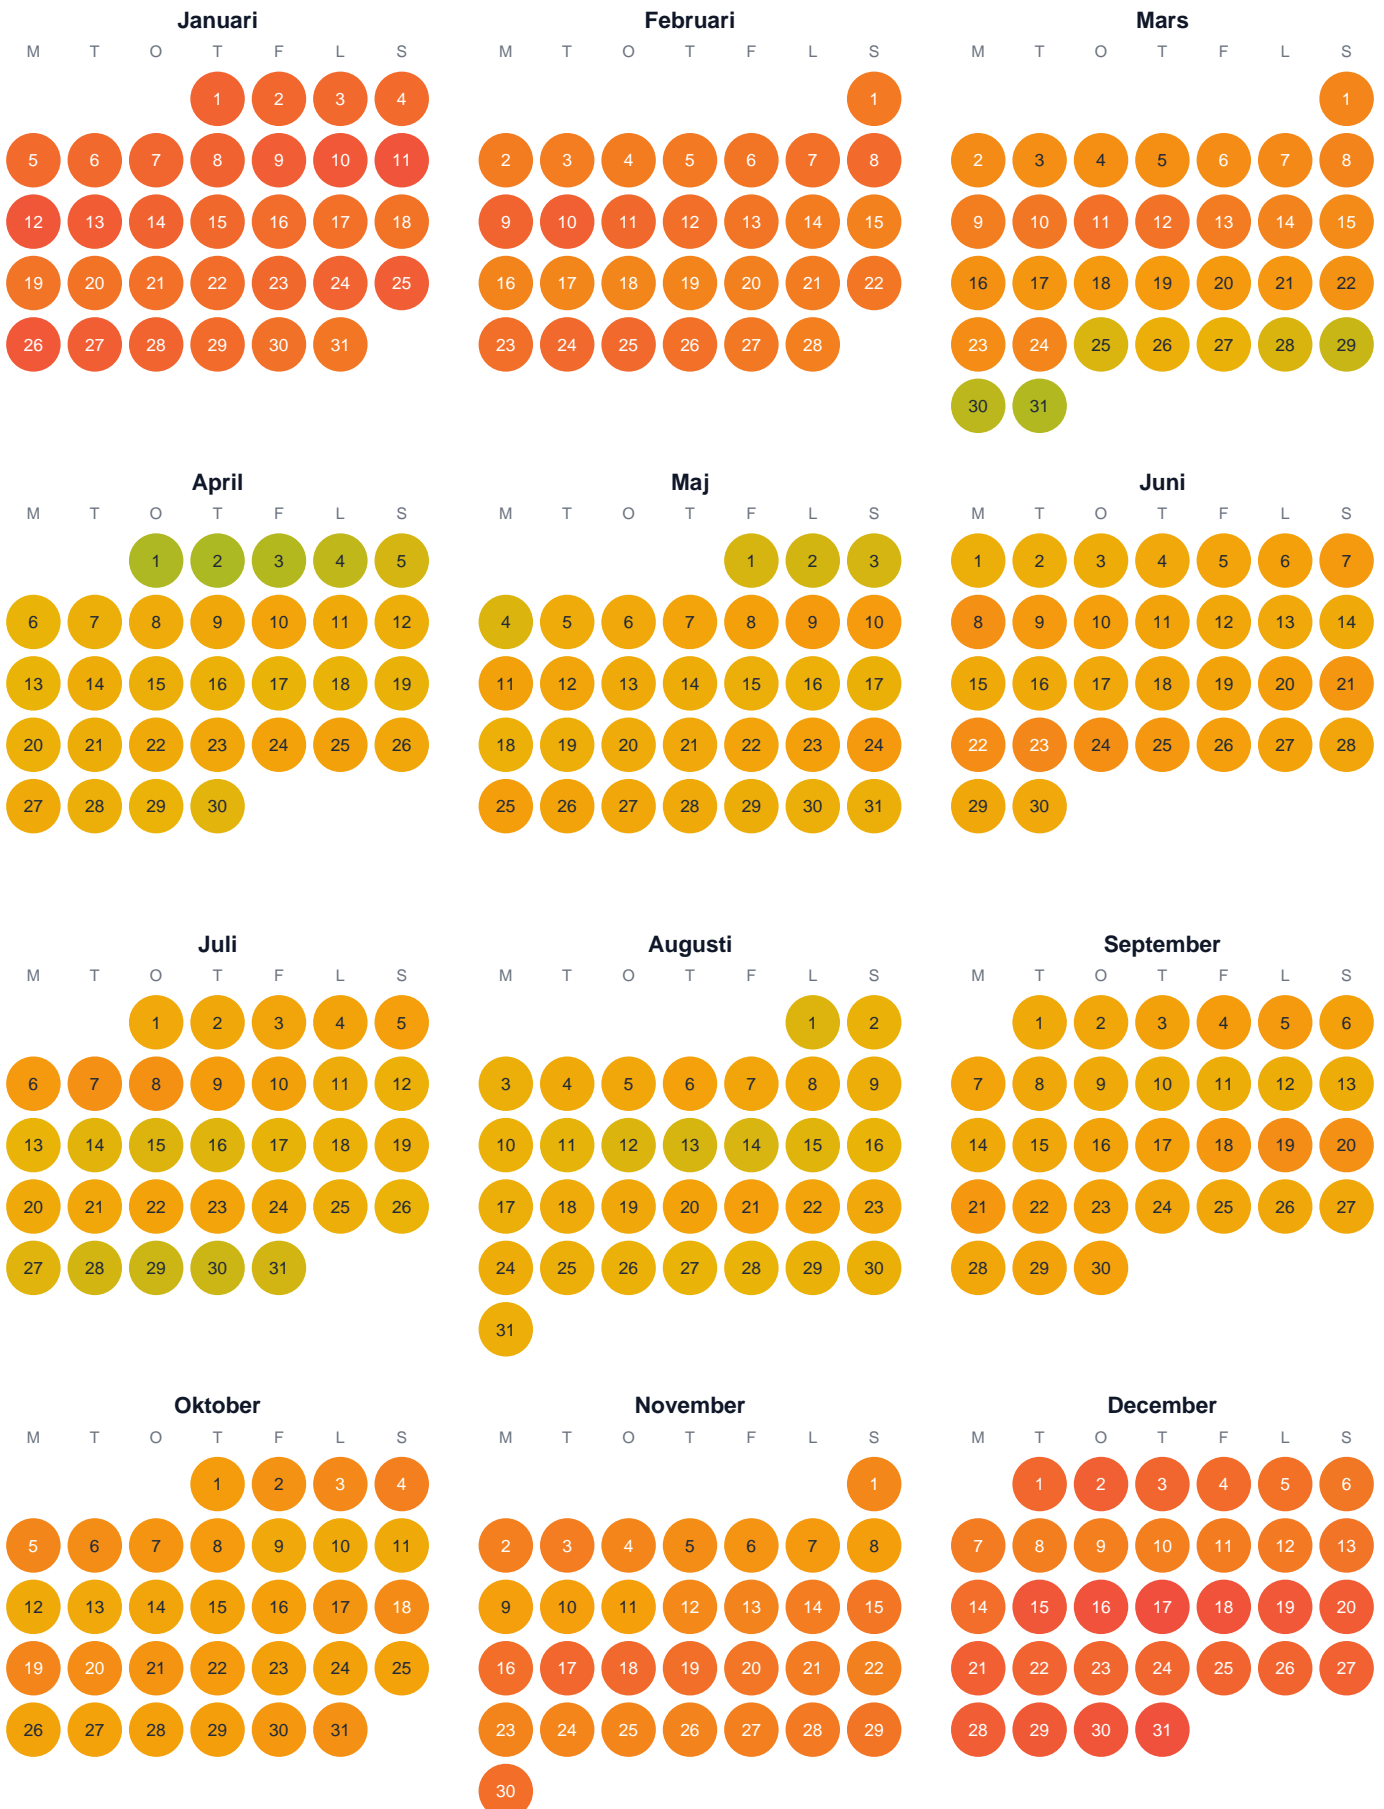 Januari Februari Mars
M T O T F L S M T O T F L S M T O T F L S
1 2 3 4 1 1
5 6 7 8 9 10 11 2 3 4 5 6 7 8 2 3 4 5 6 7 8
12 13 14 15 16 17 18 9 10 11 12 13 14 15 9 10 11 12 13 14 15
19 20 21 22 23 24 25 16 17 18 19 20 21 22 16 17 18 19 20 21 22
26 27 28 29 30 31 23 24 25 26 27 28 23 24 25 26 27 28 29
30 31
April Maj Juni
M T O T F L S M T O T F L S M T O T F L S
1 2 3 4 5 1 2 3 1 2 3 4 5 6 7
6 7 8 9 10 11 12 4 5 6 7 8 9 10 8 9 10 11 12 13 14
13 14 15 16 17 18 19 11 12 13 14 15 16 17 15 16 17 18 19 20 21
20 21 22 23 24 25 26 18 19 20 21 22 23 24 22 23 24 25 26 27 28
27 28 29 30 25 26 27 28 29 30 31 29 30
Juli Augusti September
M T O T F L S M T O T F L S M T O T F L S
1 2 3 4 5 1 2 1 2 3 4 5 6
6 7 8 9 10 11 12 3 4 5 6 7 8 9 7 8 9 10 11 12 13
13 14 15 16 17 18 19 10 11 12 13 14 15 16 14 15 16 17 18 19 20
20 21 22 23 24 25 26 17 18 19 20 21 22 23 21 22 23 24 25 26 27
27 28 29 30 31 24 25 26 27 28 29 30 28 29 30
31
Oktober November December
M T O T F L S M T O T F L S M T O T F L S
1 2 3 4 1 1 2 3 4 5 6
5 6 7 8 9 10 11 2 3 4 5 6 7 8 7 8 9 10 11 12 13
12 13 14 15 16 17 18 9 10 11 12 13 14 15 14 15 16 17 18 19 20
19 20 21 22 23 24 25 16 17 18 19 20 21 22 21 22 23 24 25 26 27
26 27 28 29 30 31 23 24 25 26 27 28 29 28 29 30 31
30